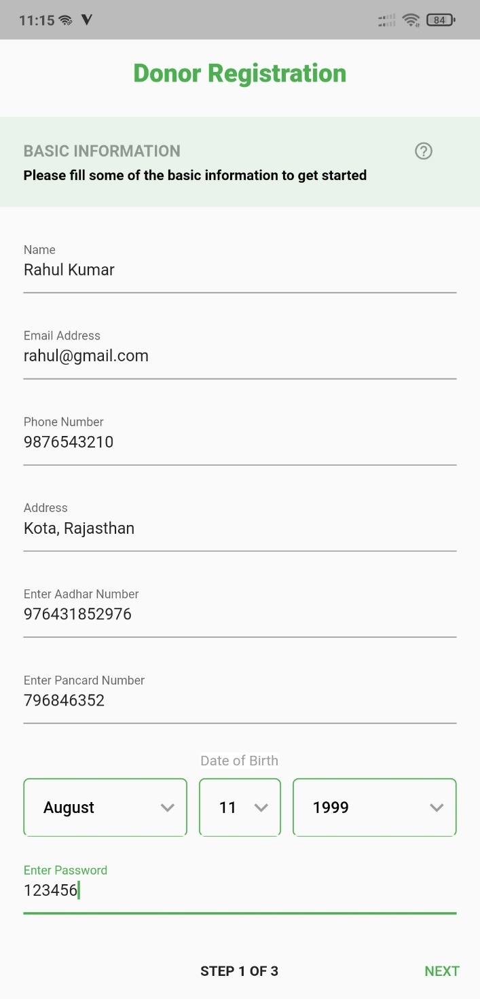 11:15
84
Donor Registration
BASIC INFORMATION
Please fill some of the basic information to get started
Name
Rahul Kumar
Email Address
rahul@gmail.com
Phone Number
9876543210
Address
Kota, Rajasthan
Enter Aadhar Number
976431852976
Enter Pancard Number
796846352
Date of Birth
August 11 1999
Enter Password
123456
STEP 1 OF 3 NEXT